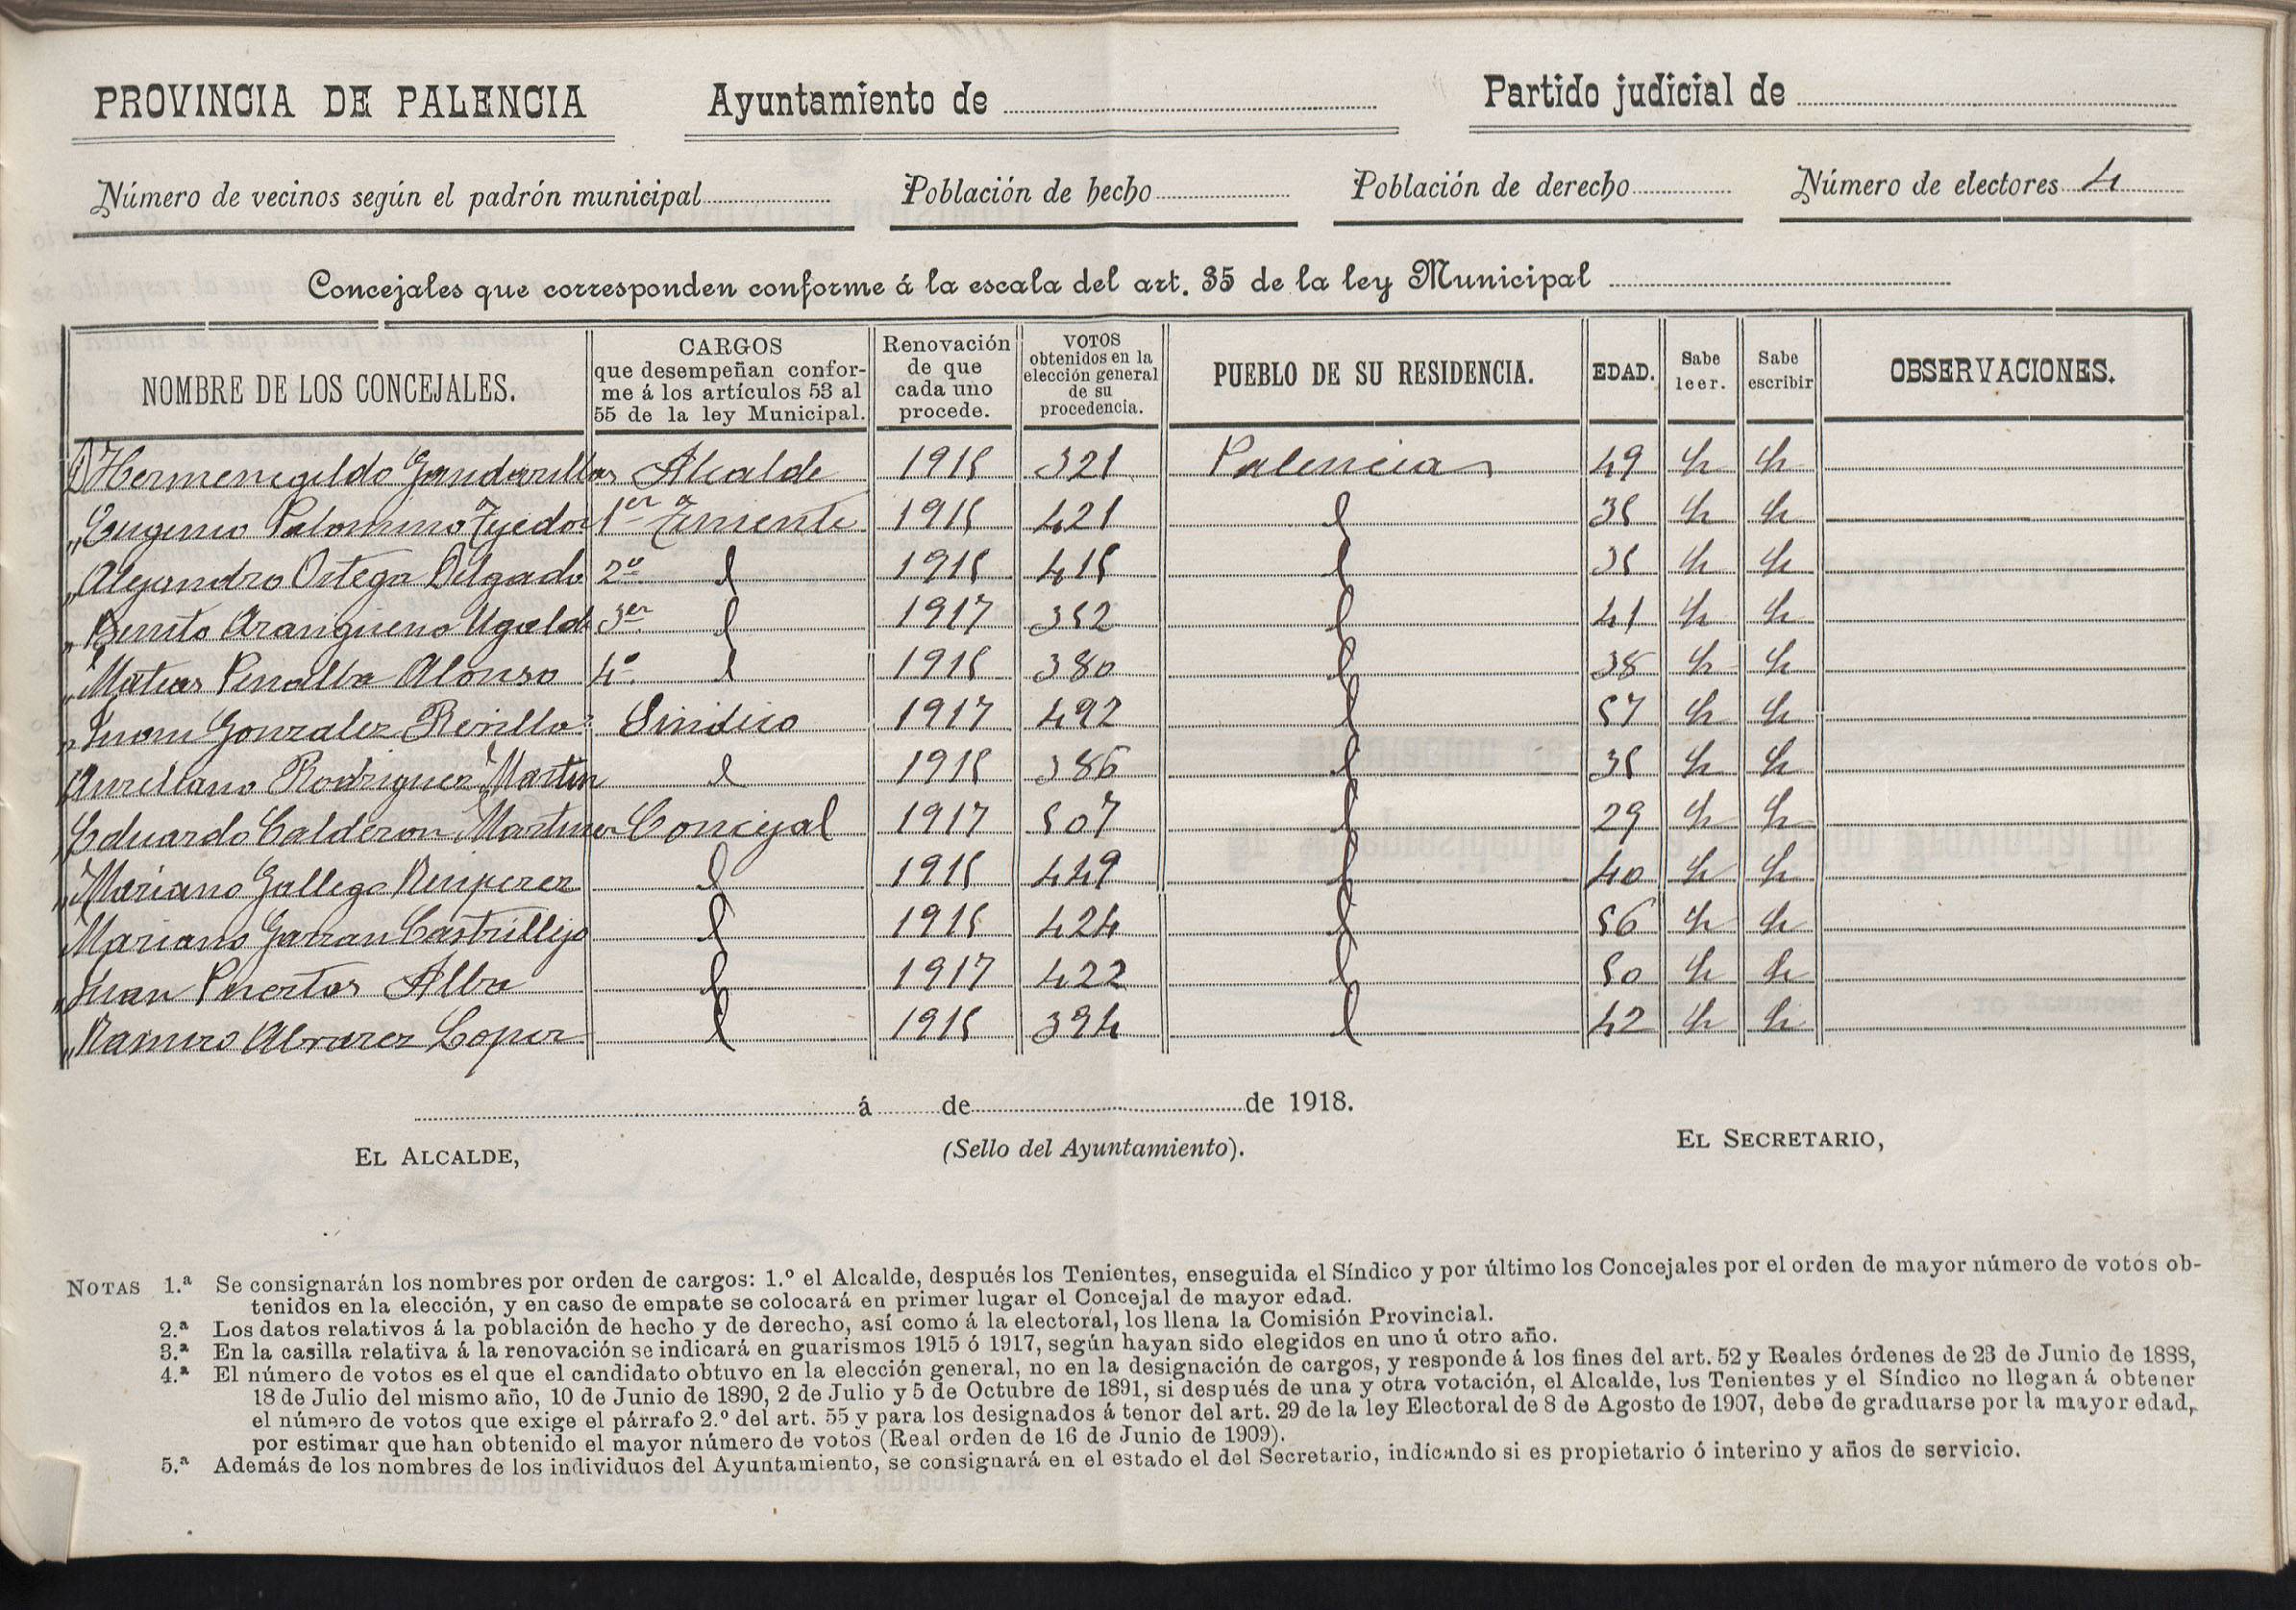 PROVINCIA DE PALENCIA Ayuntamiento de Partido judicial de
Número de vecinos según el padrón municipal Población de hecho Población de derecho Número de electores 4
Concejales que corresponden conforme á la escala del art. 35 de la ley Municipal
NOMBRE DE LOS CONCEJALES. CARGOS que desempeñan conforme á los artículos 53 al 55 de la ley Municipal. Renovación de que cada uno procede. VOTOS obtenidos en la elección general de su procedencia. PUEBLO DE SU RESIDENCIA. EDAD. Sabe leer. Sabe escribir OBSERVACIONES.
D Hermenegildo Gandarillas Alcalde 1915 321 Palencia 49
" Eugenio Palomino Tejedor 1er Teniente 1915 421 35
" Alejandro Ortega Delgado 2º 1915 415 35
" Benito Arangüeno Ugalde 3er 1917 352 41
" Matias Peñalba Alonso 4º 1915 380 38
" Juan Gonzalez Sindico 1917 492 57
Aureliano Rodriguez Martin 1915 386 35
Eduardo Calderon Martinez Concejal 1917 507 29
" Mariano Gallego 1915 449 40
Mariano Garran Castrillejo 1915 424 56
" Juan Puertas Alba 1917 422 50
" Ramiro Alvarez Lopez 1915 394 42
á de de 1918.
EL ALCALDE, (Sello del Ayuntamiento). EL SECRETARIO,
NOTAS 1.ª Se consignarán los nombres por orden de cargos: 1.º el Alcalde, después los Tenientes, enseguida el Síndico y por último los Concejales por el orden de mayor número de votos ob-
tenidos en la elección, y en caso de empate se colocará en primer lugar el Concejal de mayor edad.
2.ª Los datos relativos á la población de hecho y de derecho, así como á la electoral, los llena la Comisión Provincial.
3.ª En la casilla relativa á la renovación se indicará en guarismos 1915 ó 1917, según hayan sido elegidos en uno ú otro año.
4.ª El número de votos es el que el candidato obtuvo en la elección general, no en la designación de cargos, y responde á los fines del art. 52 y Reales órdenes de 23 de Junio de 1888,
18 de Julio del mismo año, 10 de Junio de 1890, 2 de Julio y 5 de Octubre de 1891, si después de una y otra votación, el Alcalde, los Tenientes y el Síndico no llegan á obtener
el número de votos que exige el párrafo 2.º del art. 55 y para los designados á tenor del art. 29 de la ley Electoral de 8 de Agosto de 1907, debe de graduarse por la mayor edad,
por estimar que han obtenido el mayor número de votos (Real orden de 16 de Junio de 1909).
5.ª Además de los nombres de los individuos del Ayuntamiento, se consignará en el estado el del Secretario, indicando si es propietario ó interino y años de servicio.